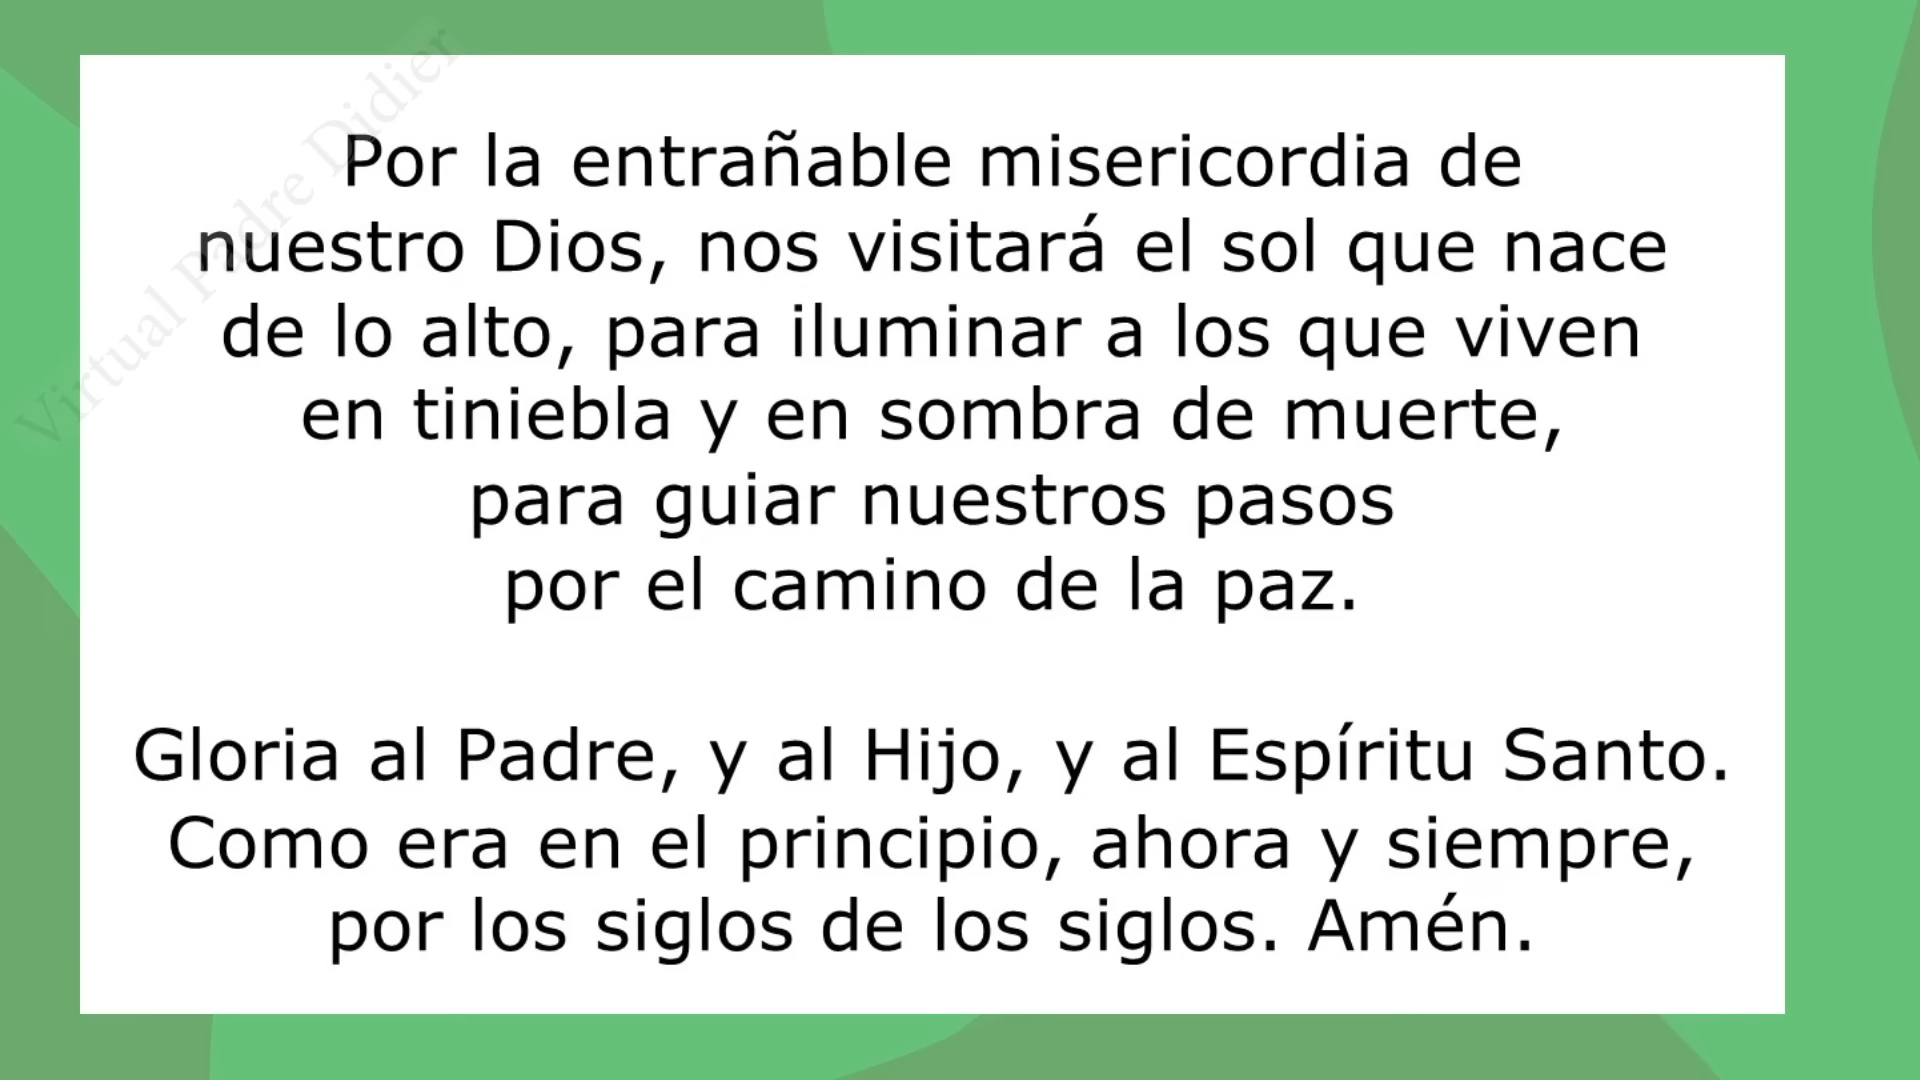 Virtual Padre Didier
Por la entrañable misericordia de
nuestro Dios, nos visitará el sol que nace
de lo alto, para iluminar a los que viven
en tiniebla y en sombra de muerte,
para guiar nuestros pasos
por el camino de la paz.
Gloria al Padre, y al Hijo, y al Espíritu Santo.
Como era en el principio, ahora y siempre,
por los siglos de los siglos. Amén.